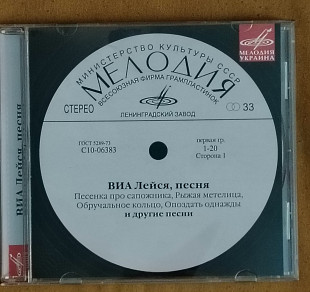 МИНИСТЕРСТВО КУЛЬТУРЫ СССР
МЕЛОДИЯ
ВСЕСОЮЗНАЯ ФИРМА ГРАМПЛАСТИНОК
СТЕРЕО
33
ЛЕНИНГРАДСКИЙ ЗАВОД
МЕЛОДИЯ
УКРАИНА
ГОСТ 5289-73
С10-06383
первая гр.
1-20
Сторона 1
ВИА Лейся, песня
Песенка про сапожника, Рыжая метелица,
Обручальное кольцо, Опоздать однажды
и другие песни
ВИА Лейся, песня